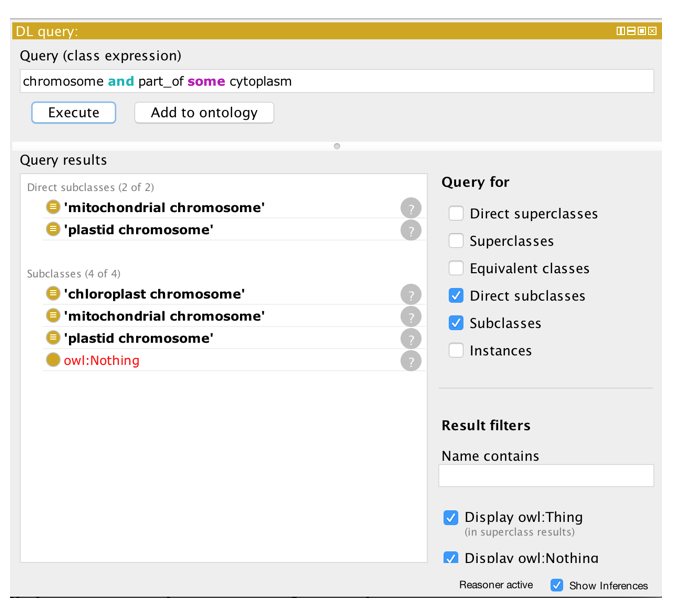 DL query:
Query (class expression)
chromosome and part_of some cytoplasm
Execute
Add to ontology
Query results
Direct subclasses (2 of 2)
'mitochondrial chromosome'
?
'plastid chromosome'
?
Subclasses (4 of 4)
'chloroplast chromosome'
?
'mitochondrial chromosome'
?
'plastid chromosome'
?
owl:Nothing
?
Query for
Direct superclasses
Superclasses
Equivalent classes
Direct subclasses
Subclasses
Instances
Result filters
Name contains
Display owl:Thing
(in superclass results)
Display owl:Nothing
Reasoner active
Show Inferences